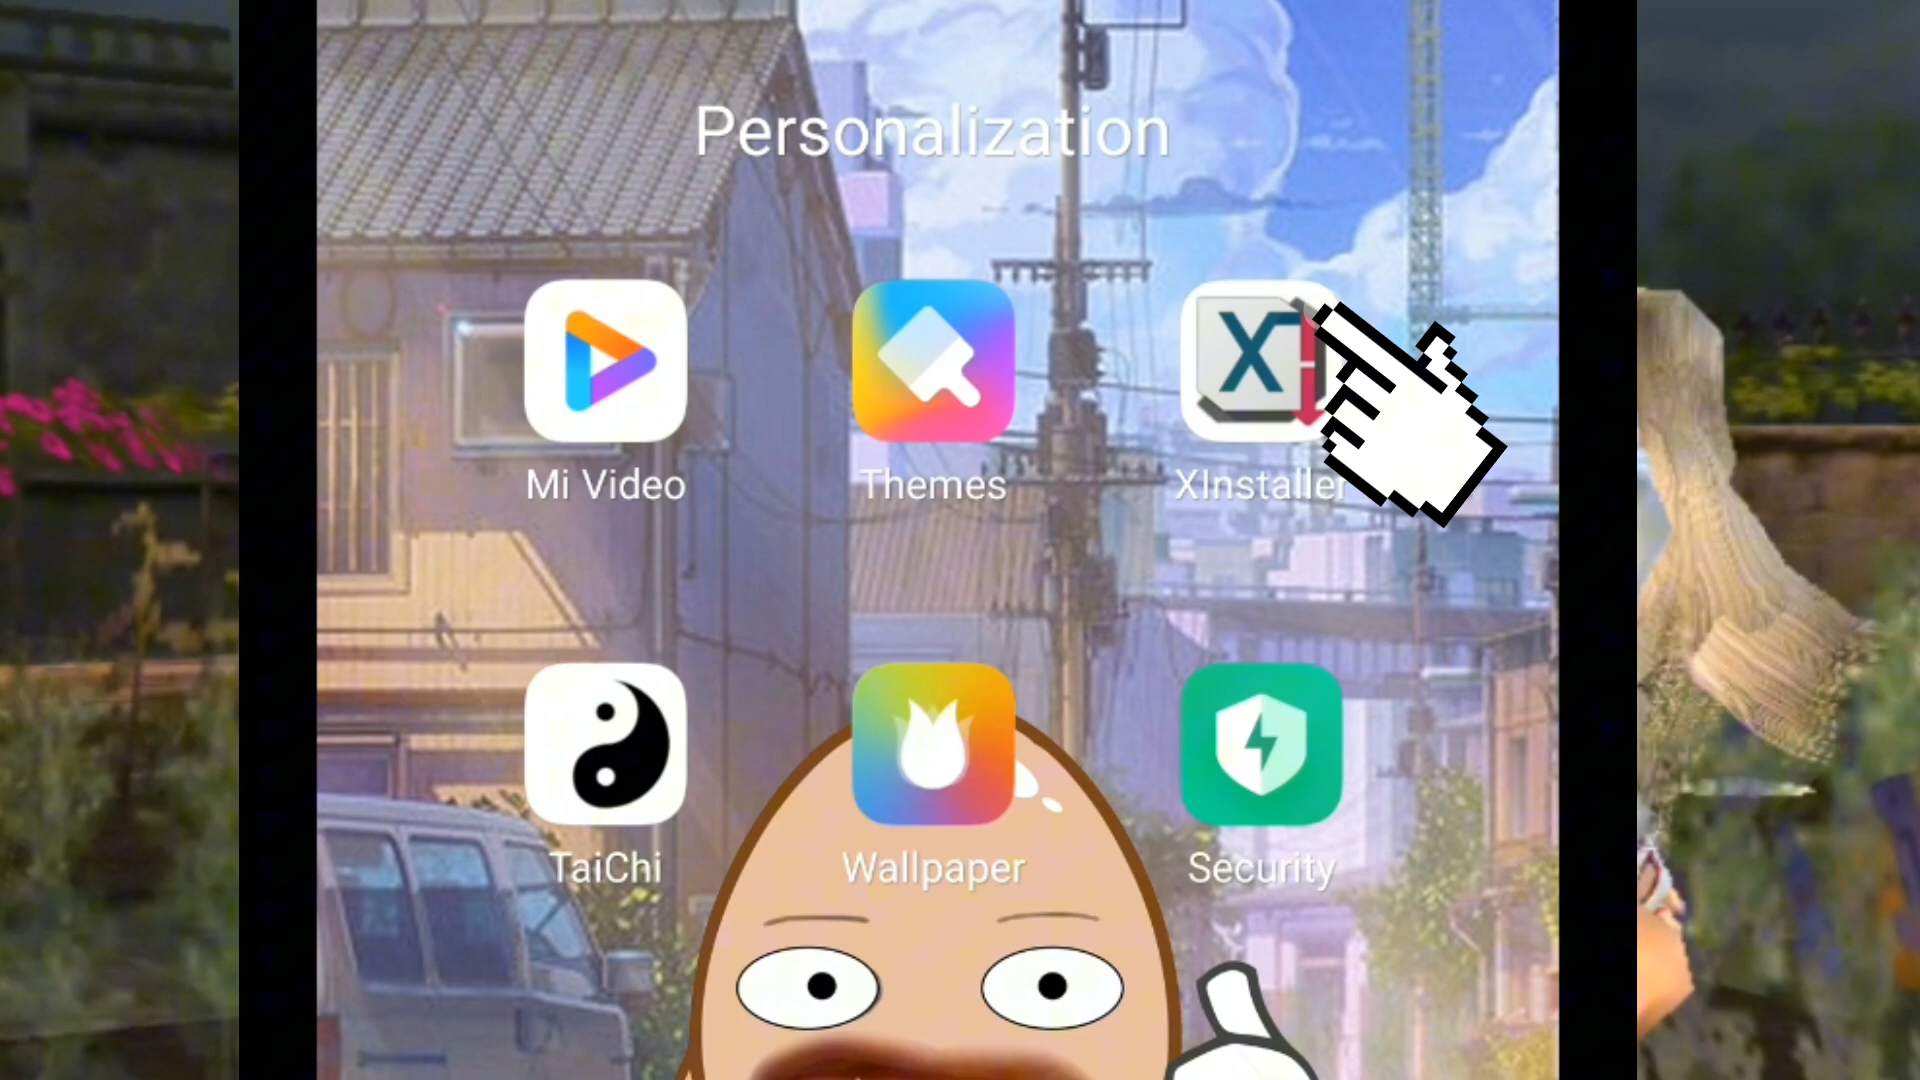 Personalization
Mi Video
Themes
XInstaller
TaiChi
Wallpaper
Security